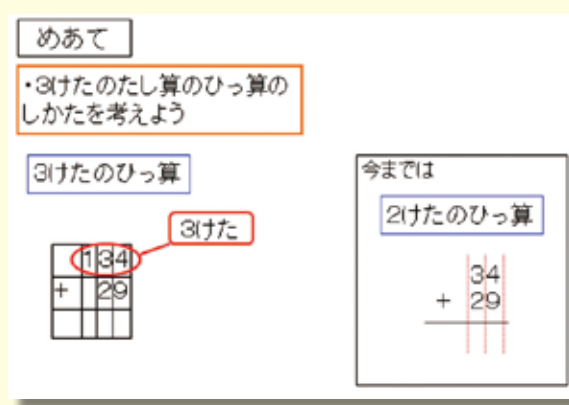 めあて
・3けたのたし算のひっ算の
しかたを考えよう
3けたのひっ算
3けた
134
+ 29
今までは
2けたのひっ算
34
+ 29